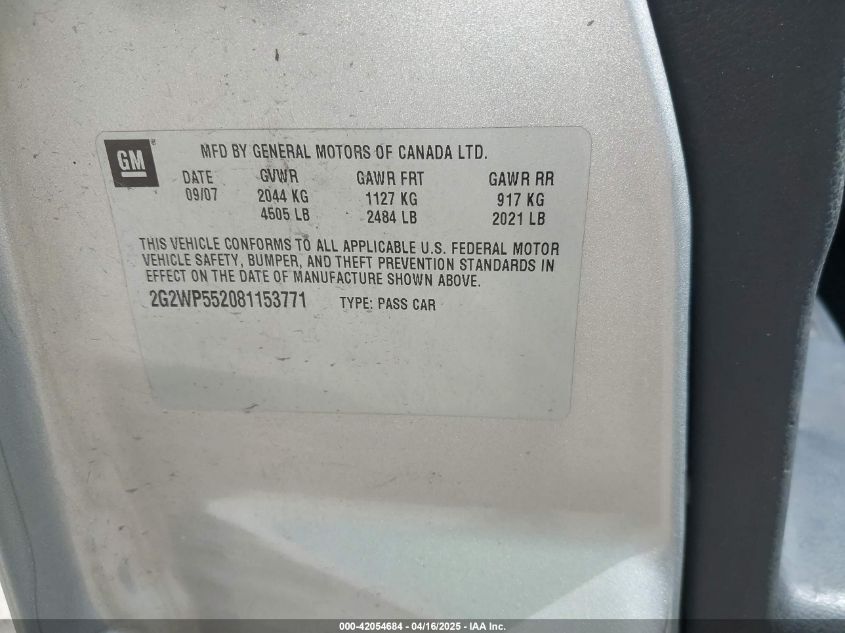 GM
MFD BY GENERAL MOTORS OF CANADA LTD.
DATE GVWR GAWR FRT GAWR RR
09/07 2044 KG 1127 KG 917 KG
4505 LB 2484 LB 2021 LB
THIS VEHICLE CONFORMS TO ALL APPLICABLE U.S. FEDERAL MOTOR
VEHICLE SAFETY, BUMPER, AND THEFT PREVENTION STANDARDS IN
EFFECT ON THE DATE OF MANUFACTURE SHOWN ABOVE.
2G2WP552081153771 TYPE: PASS CAR
000-42054684 - 04/16/2025 - IAA Inc.